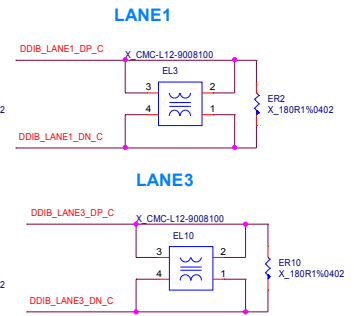 LANE1
DDIB_LANE1_DP_C
X_CMC-L12-9008100
EL3
3
2
4
1
ER2
X_180R1%0402
2
DDIB_LANE1_DN_C
LANE3
DDIB_LANE3_DP_C
X_CMC-L12-9008100
EL10
3
2
4
1
ER10
X_180R1%0402
2
DDIB_LANE3_DN_C